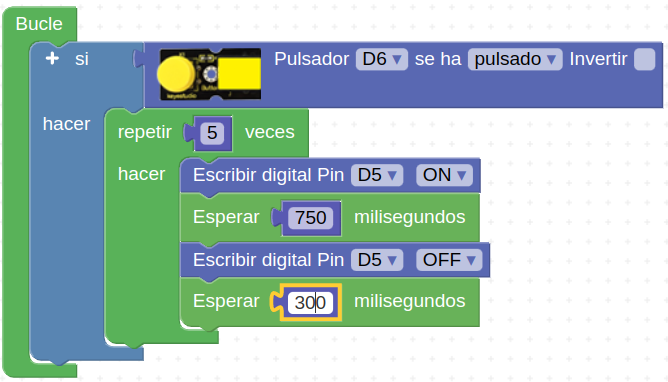 Bucle
+ si Pulsador D6 ▾ se ha pulsado ▾ Invertir
hacer
repetir 5 veces
hacer
Escribir digital Pin D5 ▾ ON ▾
Esperar 750 milisegundos
Escribir digital Pin D5 ▾ OFF ▾
Esperar 300 milisegundos